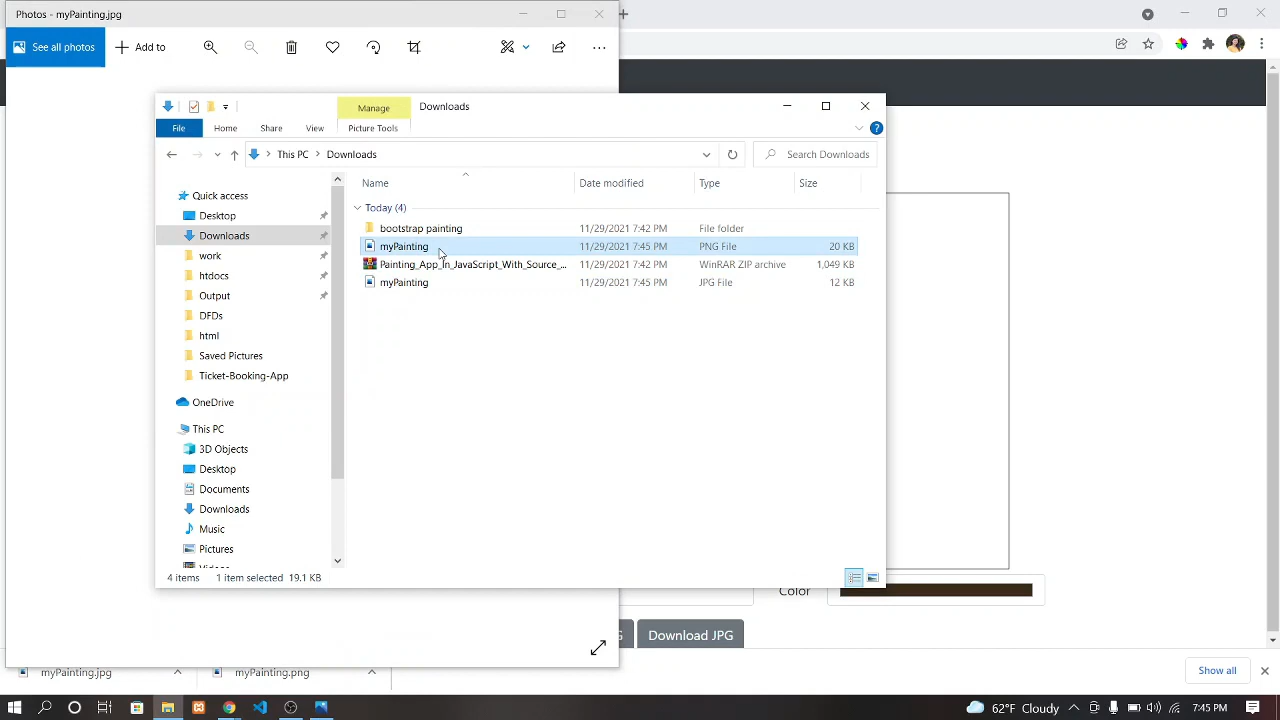 Photos - myPainting.jpg
See all photos
Add to
Manage
Downloads
File
Home
Share
View
Picture Tools
This PC
Downloads
Search Downloads
Name
Date modified
Type
Size
Quick access
Today (4)
Desktop
bootstrap painting
11/29/2021 7:42 PM
File folder
Downloads
myPainting
11/29/2021 7:45 PM
PNG File
20 KB
work
Painting_App_In_JavaScript_With_Source_...
11/29/2021 7:42 PM
WinRAR ZIP archive
1,049 KB
htdocs
myPainting
11/29/2021 7:45 PM
JPG File
12 KB
Output
DFDs
html
Saved Pictures
Ticket-Booking-App
OneDrive
This PC
3D Objects
Desktop
Documents
Downloads
Music
Pictures
4 items
1 item selected
19.1 KB
Color
Download JPG
myPainting.jpg
myPainting.png
Show all
62°F Cloudy
7:45 PM